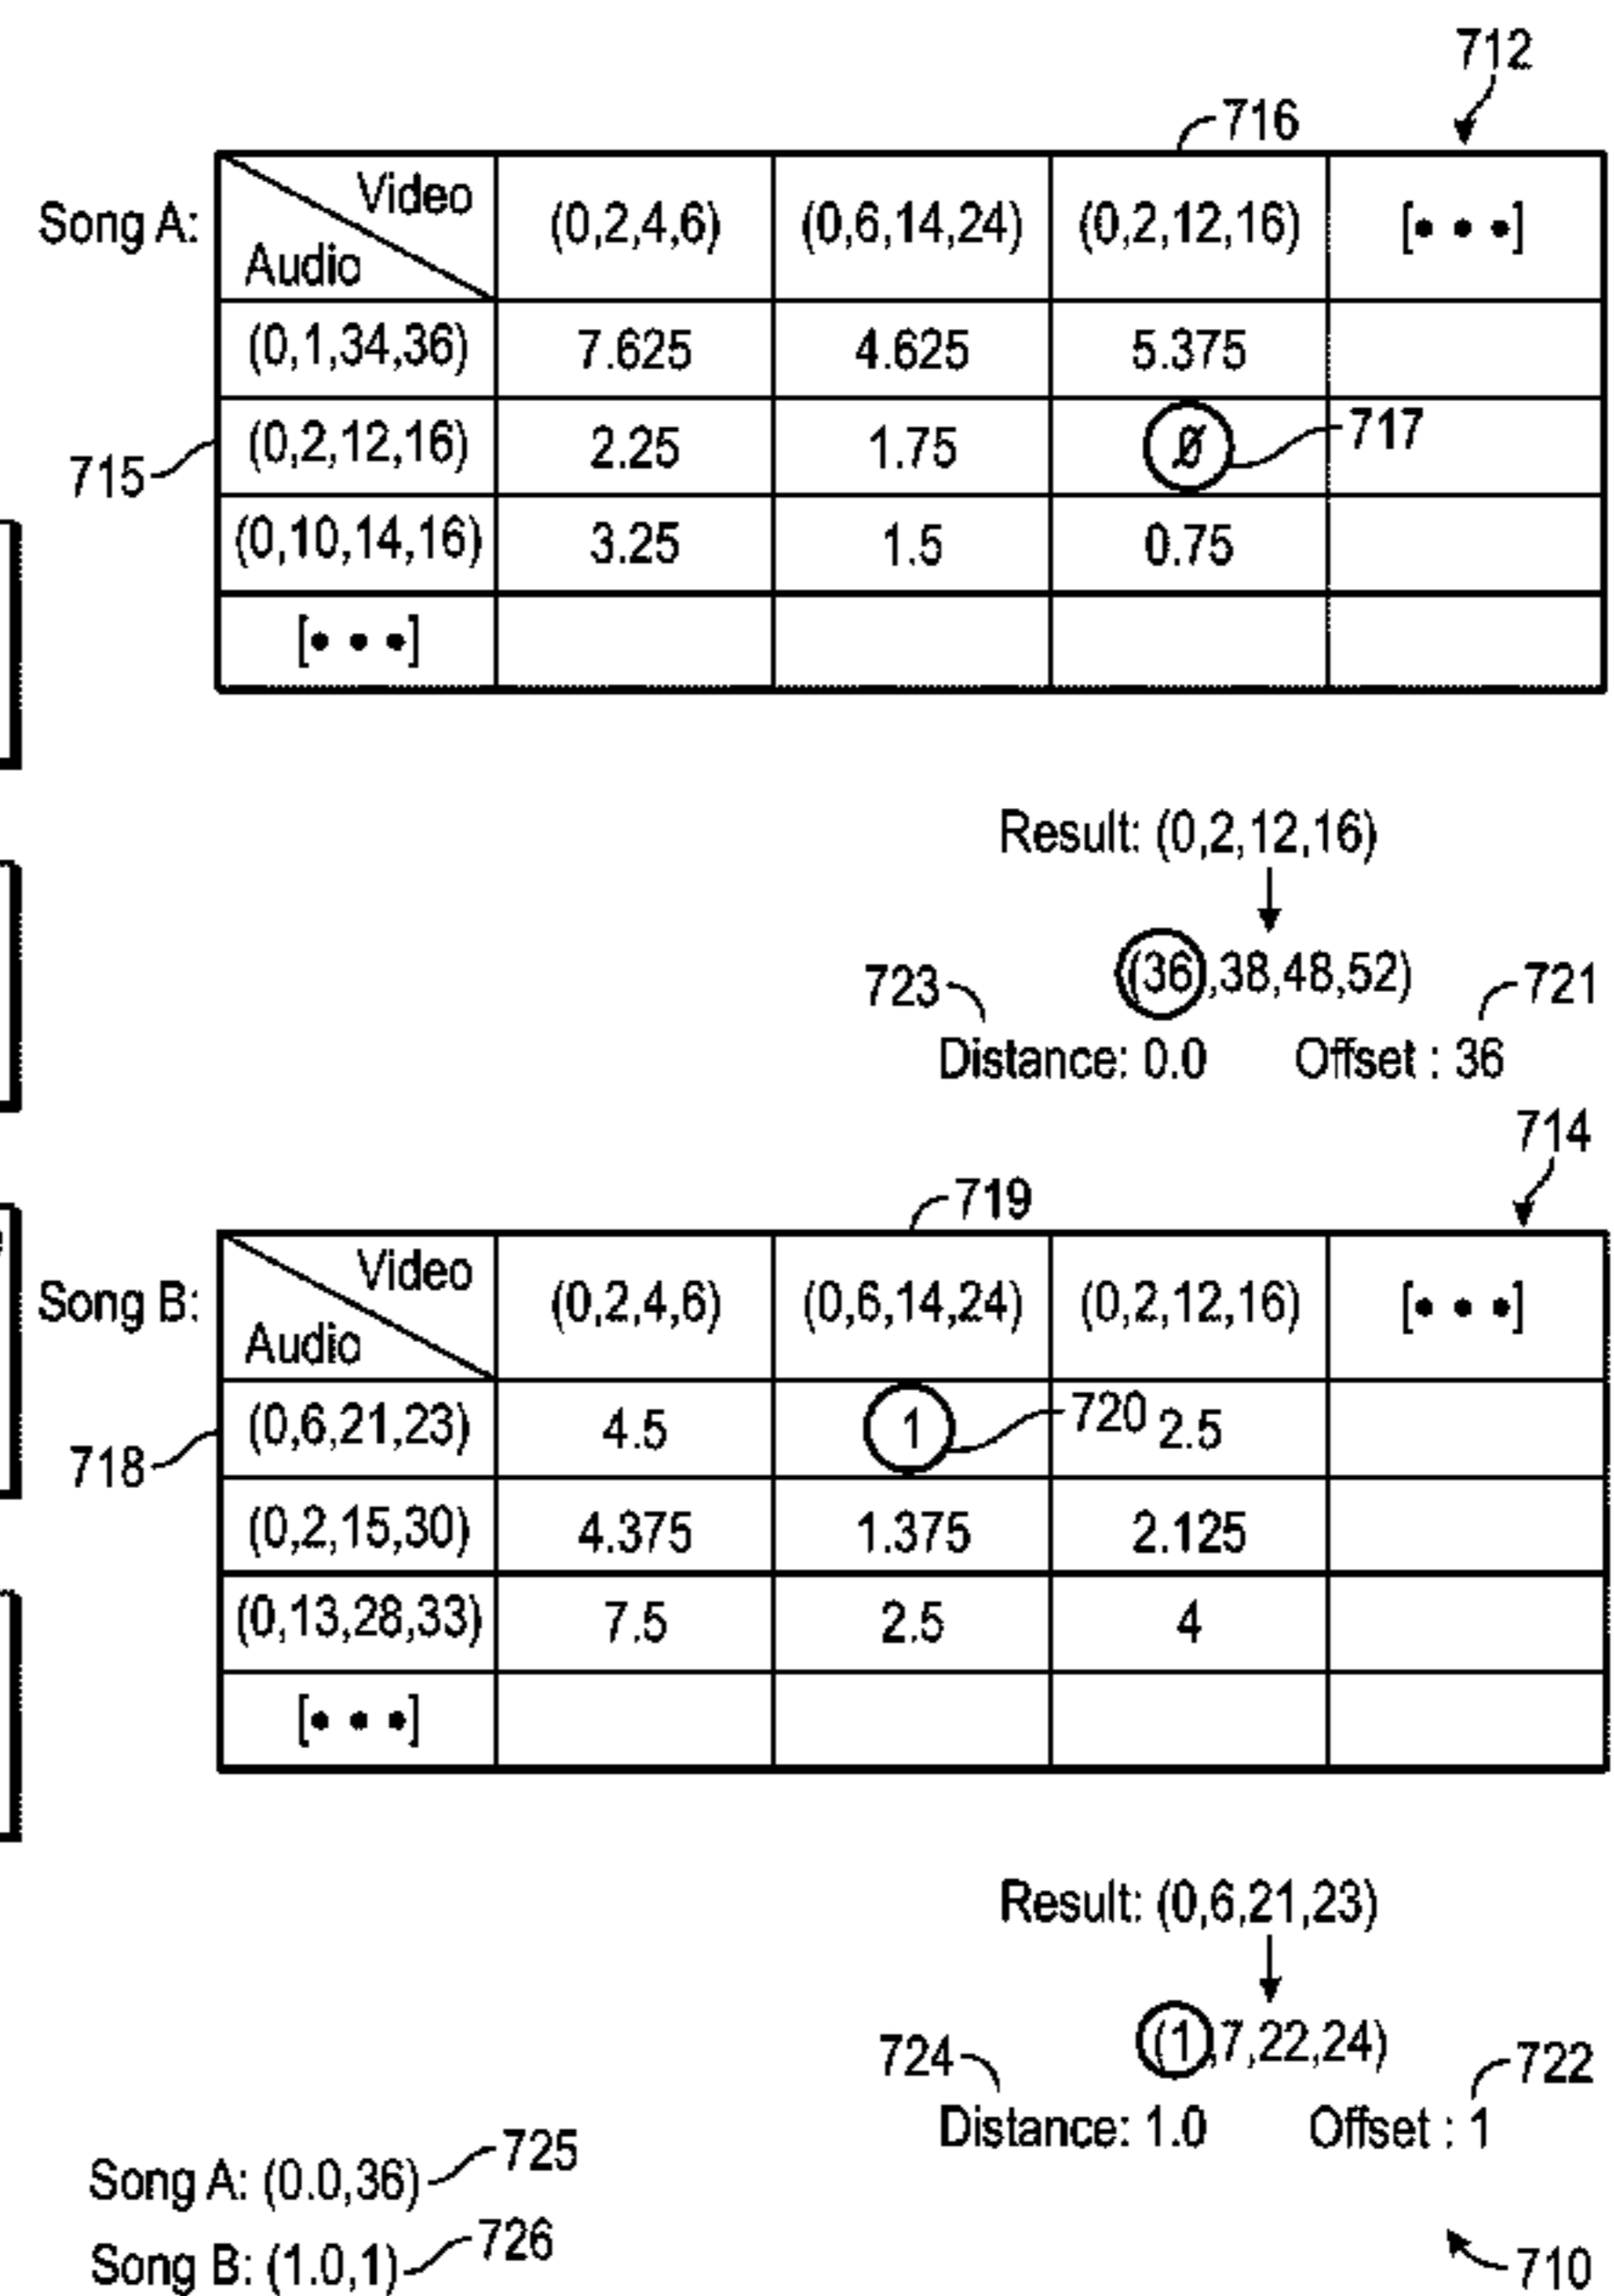 712
716
Song A:
Video
Audio
(0,2,4,6) (0,6,14,24) (0,2,12,16) [• • •]
(0,1,34,36) 7.625 4.625 5.375
715 (0,2,12,16) 2.25 1.75 Ø 717
(0,10,14,16) 3.25 1.5 0.75
[• • •]
Result: (0,2,12,16)
(36,38,48,52)
723 721
Distance: 0.0 Offset : 36
714
719
Song B:
Video
Audio
(0,2,4,6) (0,6,14,24) (0,2,12,16) [• • •]
718 (0,6,21,23) 4.5 1 720 2.5
(0,2,15,30) 4.375 1.375 2.125
(0,13,28,33) 7.5 2.5 4
[• • •]
Result: (0,6,21,23)
(1,7,22,24)
724 722
Distance: 1.0 Offset : 1
Song A: (0.0,36) 725
Song B: (1.0,1) 726
710